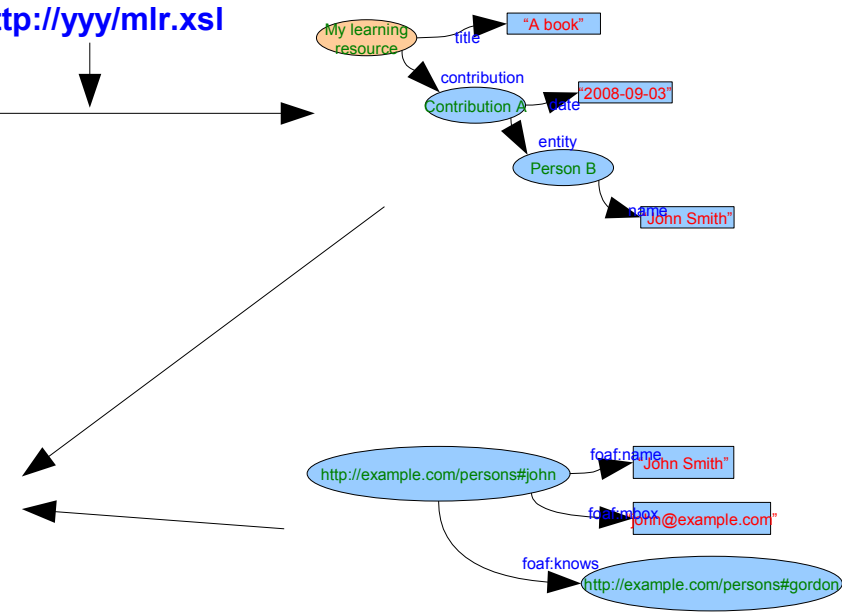 ttp://yyy/mlr.xsl
My learning
resource
title
"A book"
contribution
Contribution A
date
"2008-09-03"
entity
Person B
name
"John Smith"
http://example.com/persons#john
foaf:name
"John Smith"
foaf:mbox
"john@example.com"
foaf:knows
http://example.com/persons#gordon